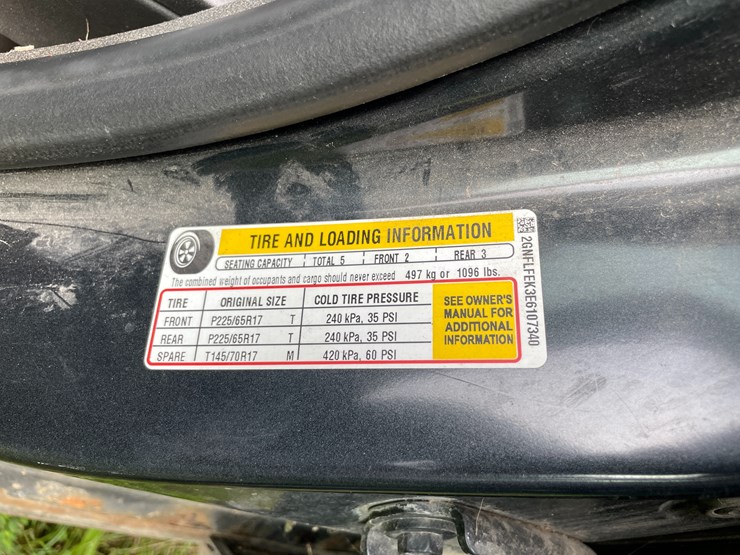 TIRE AND LOADING INFORMATION
SEATING CAPACITY TOTAL 5 FRONT 2 REAR 3
The combined weight of occupants and cargo should never exceed 497 kg or 1096 lbs.
TIRE ORIGINAL SIZE COLD TIRE PRESSURE
FRONT P225/65R17 T 240 kPa, 35 PSI
REAR P225/65R17 T 240 kPa, 35 PSI
SPARE T145/70R17 M 420 kPa, 60 PSI
SEE OWNER'S
MANUAL FOR
ADDITIONAL
INFORMATION
2GNFLFEK3E6107340